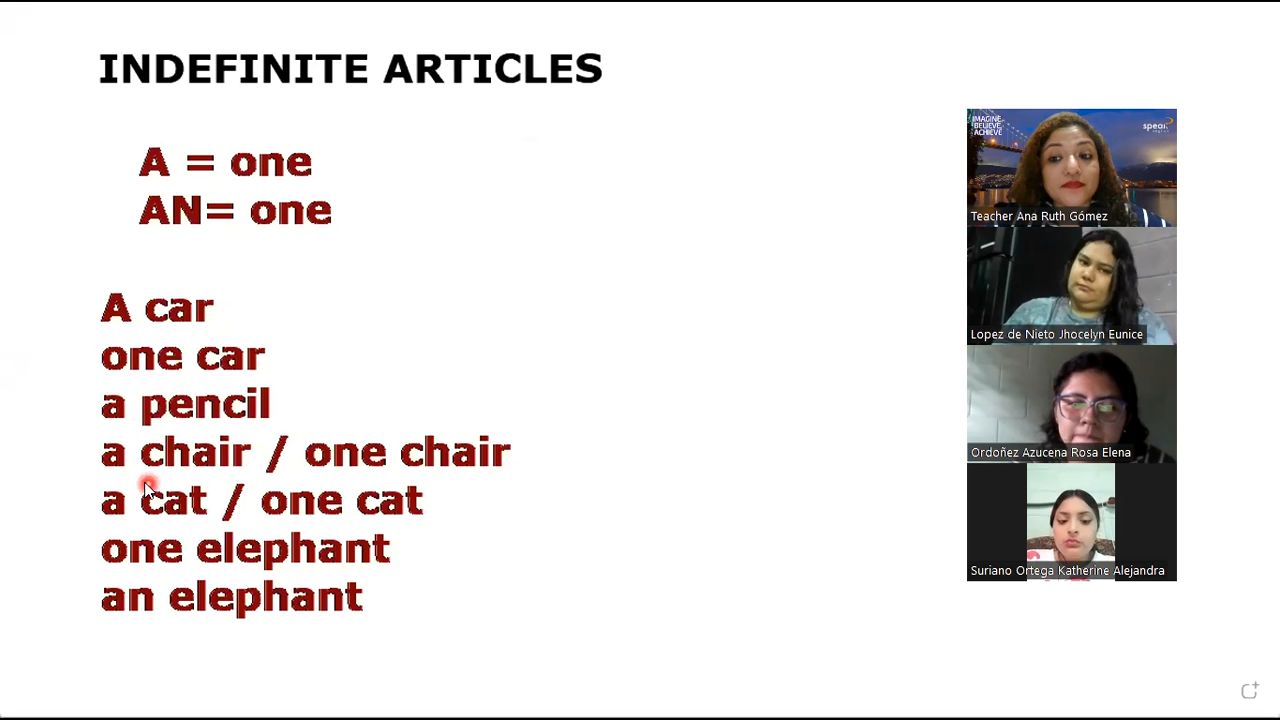 INDEFINITE ARTICLES
A = one
AN= one
A car
one car
a pencil
a chair / one chair
a cat / one cat
one elephant
an elephant
IMAGINE
BELIEVE
ACHIEVE
speak
Teacher Ana Ruth Gómez
Lopez de Nieto Jhocelyn Eunice
Ordoñez Azucena Rosa Elena
Suriano Ortega Katherine Alejandra